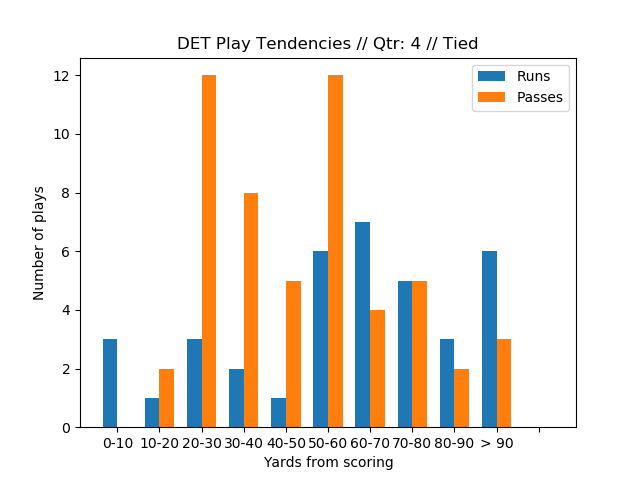 DET Play Tendencies // Qtr: 4 // Tied
Runs
Passes
Number of plays
12
10
8
6
4
2
0
0-10 10-20 20-30 30-40 40-50 50-60 60-70 70-80 80-90 > 90
Yards from scoring